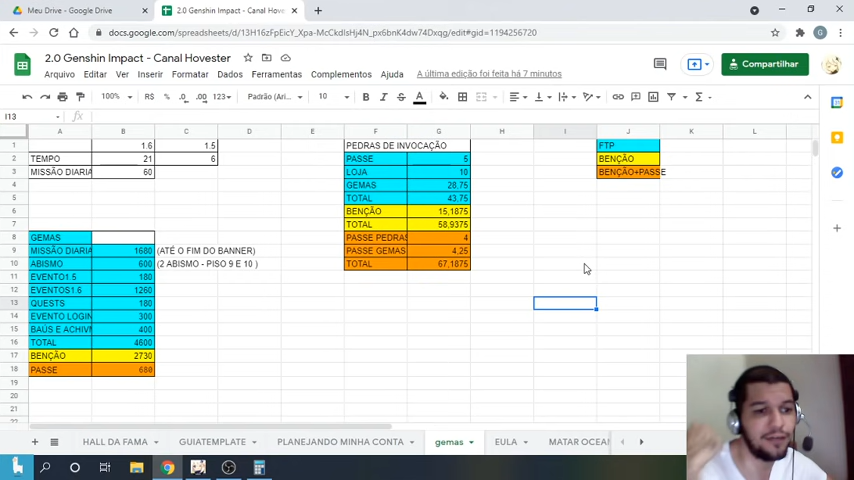 Meu Drive - Google Drive
2.0 Genshin Impact - Canal Hovester
docs.google.com/spreadsheets/d/13H16zFpEicY_Xpa-McCkdIsHj4N_px6bnK4dw74Dxqg/edit#gid=1194256720
2.0 Genshin Impact - Canal Hovester
Arquivo Editar Ver Inserir Formatar Dados Ferramentas Complementos Ajuda A última edição foi feita há 7 minutos
Compartilhar
100% R$ % .0 .00 123 Padrão (Ari... 10 B I S A
I13 fx
A B C D E F G H I J K L
1 1.6 1.5 PEDRAS DE INVOCAÇÃO FTP
2 TEMPO 21 6 PASSE 5 BENÇÃO
3 MISSÃO DIARIA 60 LOJA 10 BENÇÃO+PASSE
4 GEMAS 28,75
5 TOTAL 43,75
6 BENÇÃO 15,1875
7 TOTAL 58,9375
8 GEMAS PASSE PEDRAS 4
9 MISSÃO DIARIA 1680 (ATÉ O FIM DO BANNER) PASSE GEMAS 4,25
10 ABISMO 600 (2 ABISMO - PISO 9 E 10 ) TOTAL 67,1875
11 EVENTO1.5 180
12 EVENTOS1.6 1260
13 QUESTS 180
14 EVENTO LOGIN 300
15 BAÚS E ACHIVM 400
16 TOTAL 4600
17 BENÇÃO 2730
18 PASSE 680
19
20
21
22
HALL DA FAMA GUIATEMPLATE PLANEJANDO MINHA CONTA gemas EULA MATAR OCEA